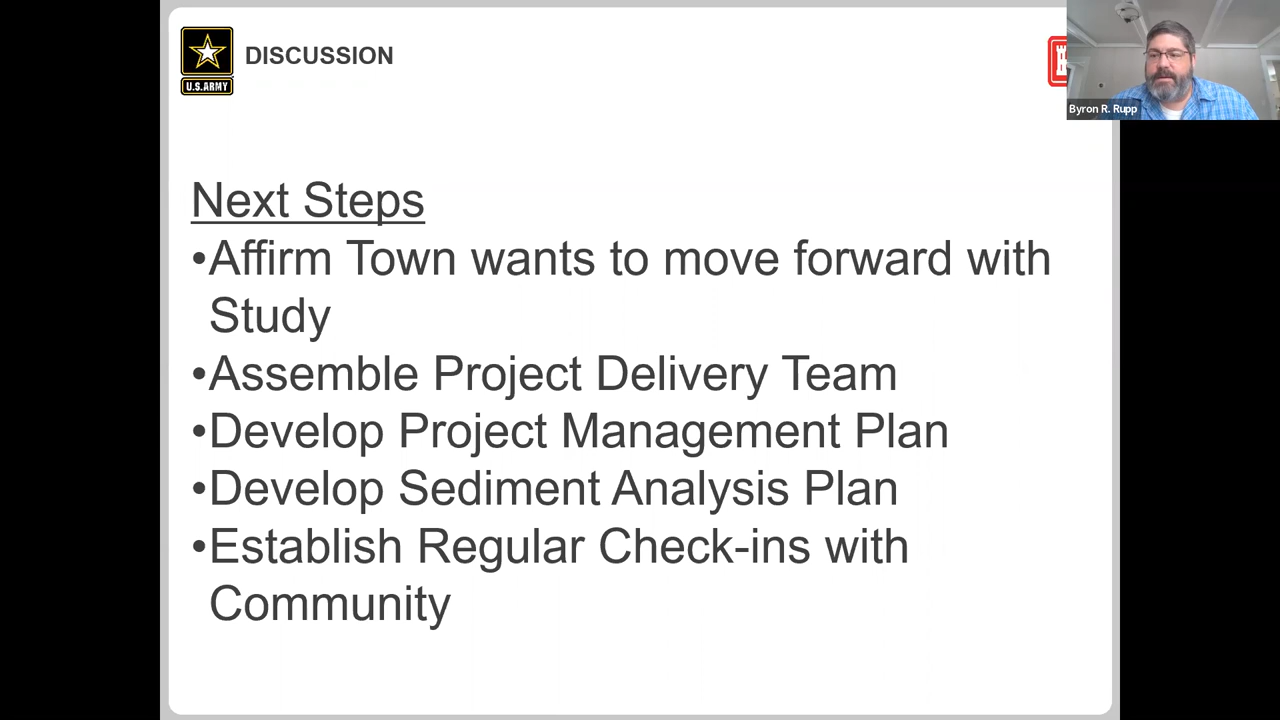 DISCUSSION
U.S.ARMY
Byron R. Rupp
Next Steps
•Affirm Town wants to move forward with
Study
•Assemble Project Delivery Team
•Develop Project Management Plan
•Develop Sediment Analysis Plan
•Establish Regular Check-ins with
Community